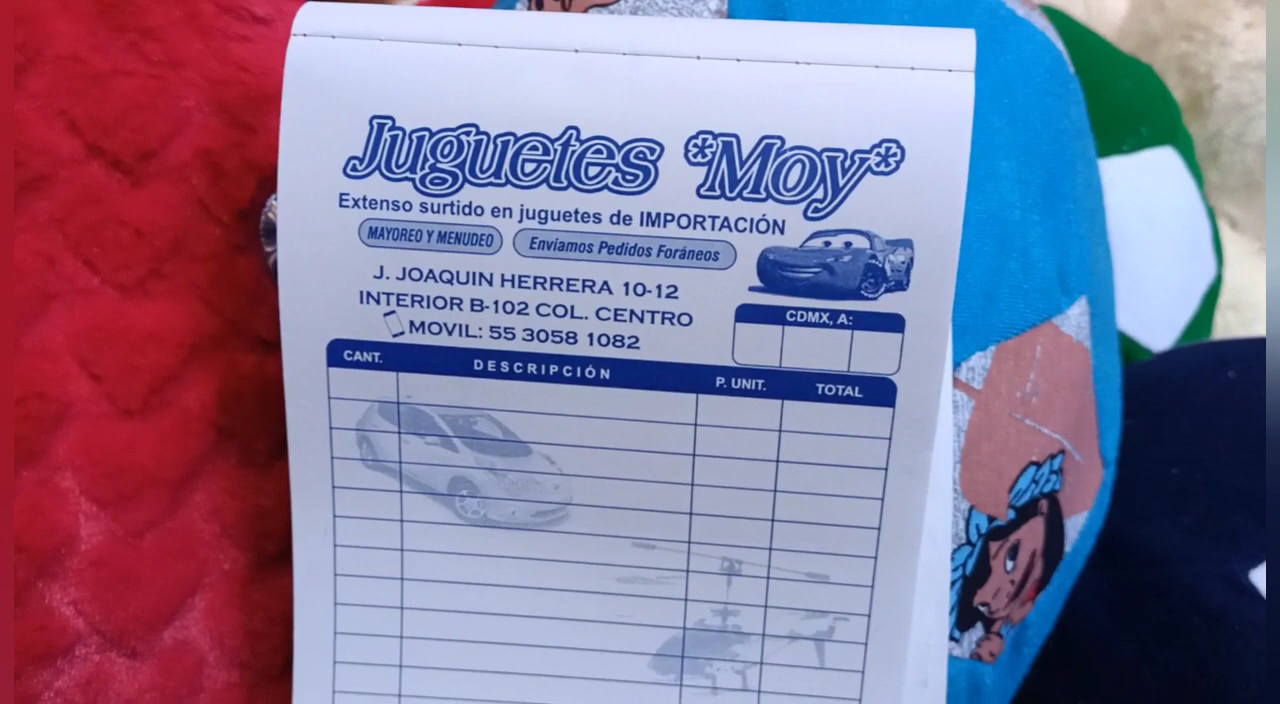 Juguetes *Moy*
Extenso surtido en juguetes de IMPORTACIÓN
MAYOREO Y MENUDEO
Enviamos Pedidos Foráneos
J. JOAQUIN HERRERA 10-12
INTERIOR B-102 COL. CENTRO
MOVIL: 55 3058 1082
CDMX, A:
CANT. DESCRIPCIÓN P. UNIT. TOTAL